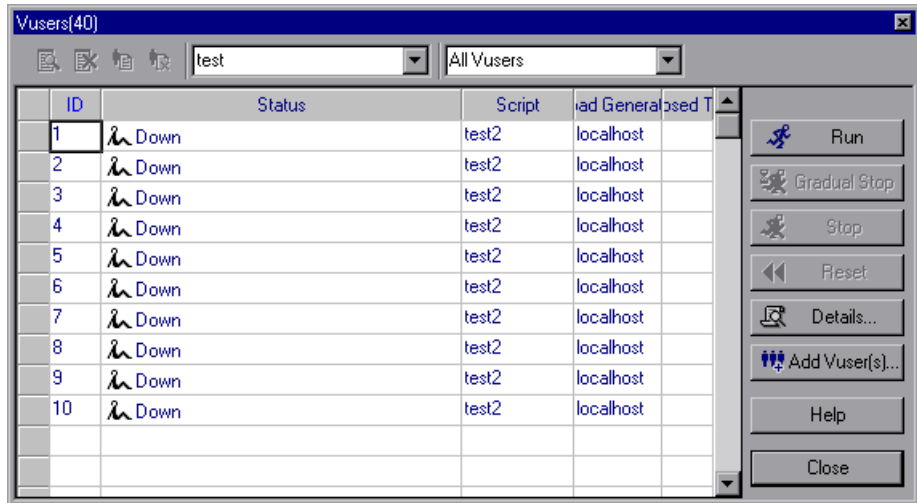 Vusers(40)
test All Vusers
ID Status Script ad Generat osed T
1 Down test2 localhost
2 Down test2 localhost
3 Down test2 localhost
4 Down test2 localhost
5 Down test2 localhost
6 Down test2 localhost
7 Down test2 localhost
8 Down test2 localhost
9 Down test2 localhost
10 Down test2 localhost
Run
Gradual Stop
Stop
Reset
Details...
Add Vuser(s)...
Help
Close